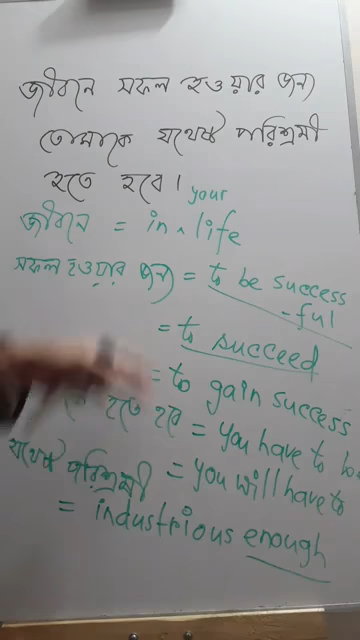 জীবনে সফল হওয়ার জন্য
তোমাকে যথেষ্ট পরিশ্রমী
হতে হবে।
your
জীবনে = in ^ life
সফল হওয়ার জন্য = to be success
-ful
= to succeed
= to gain success
হতে হবে = you have to
= you will have to
যথেষ্ট পরিশ্রমী
= industrious enough